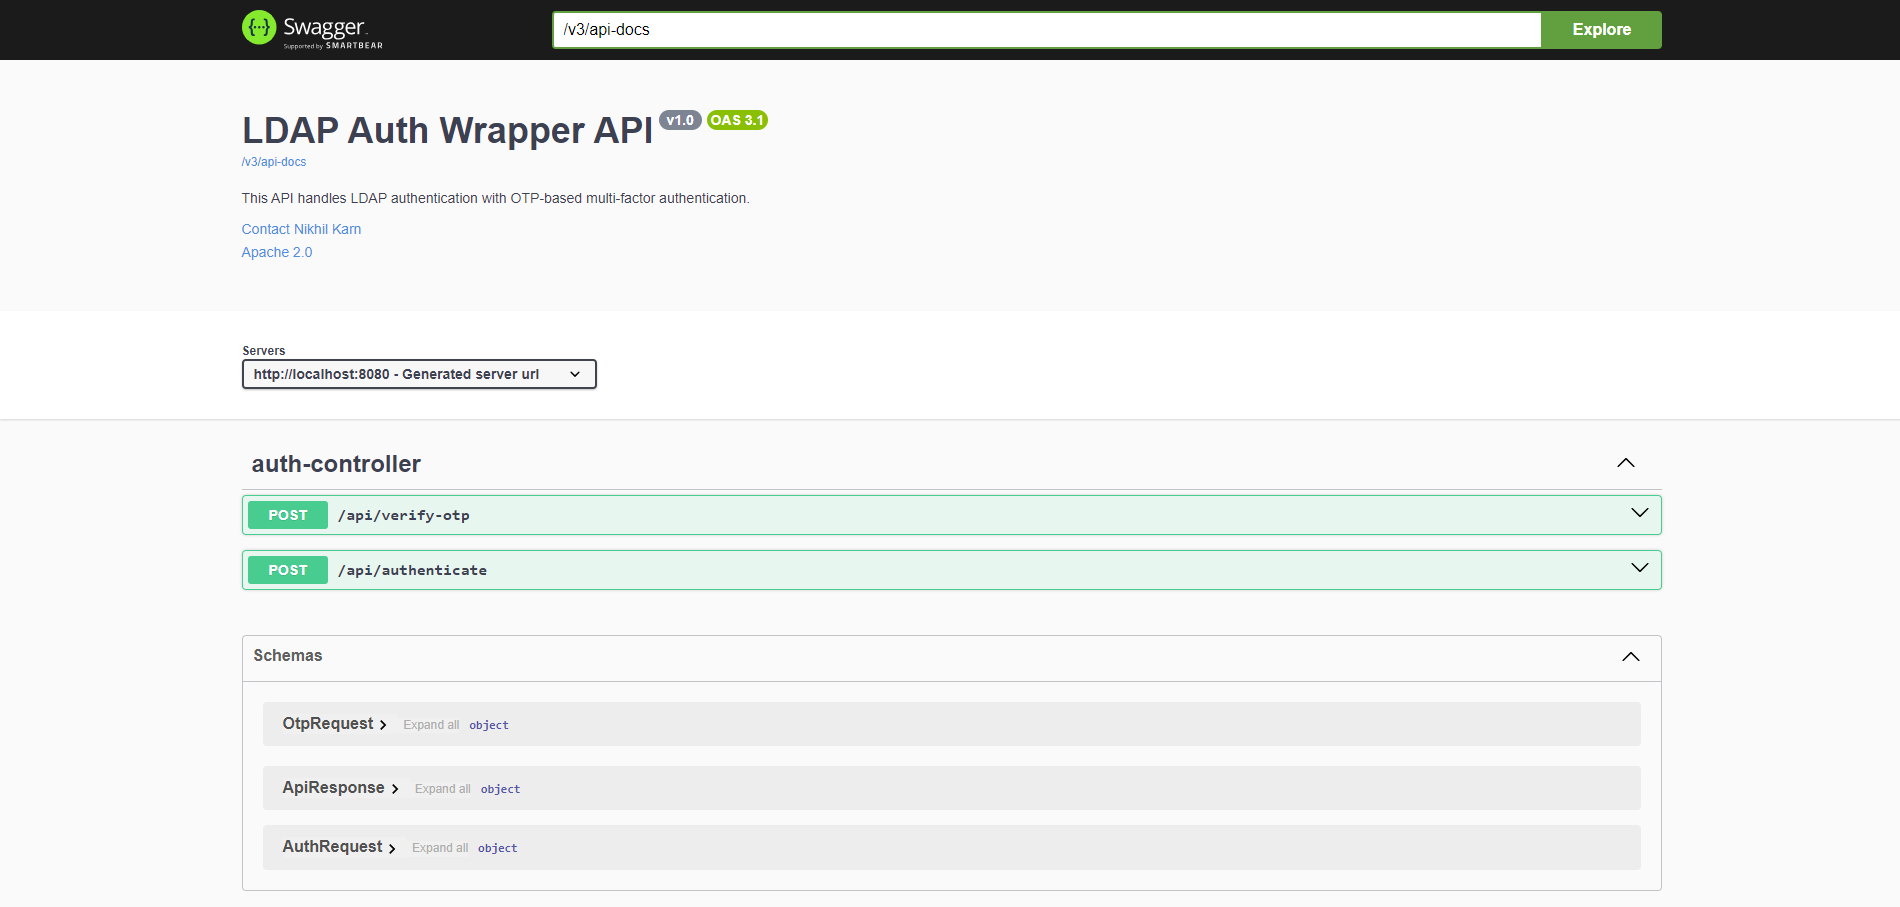 {···} Swagger.
Supported by SMARTBEAR
/v3/api-docs
Explore
LDAP Auth Wrapper API v1.0 OAS 3.1
/v3/api-docs
This API handles LDAP authentication with OTP-based multi-factor authentication.
Contact Nikhil Karn
Apache 2.0
Servers
http://localhost:8080 - Generated server url
auth-controller
POST /api/verify-otp
POST /api/authenticate
Schemas
OtpRequest Expand all object
ApiResponse Expand all object
AuthRequest Expand all object